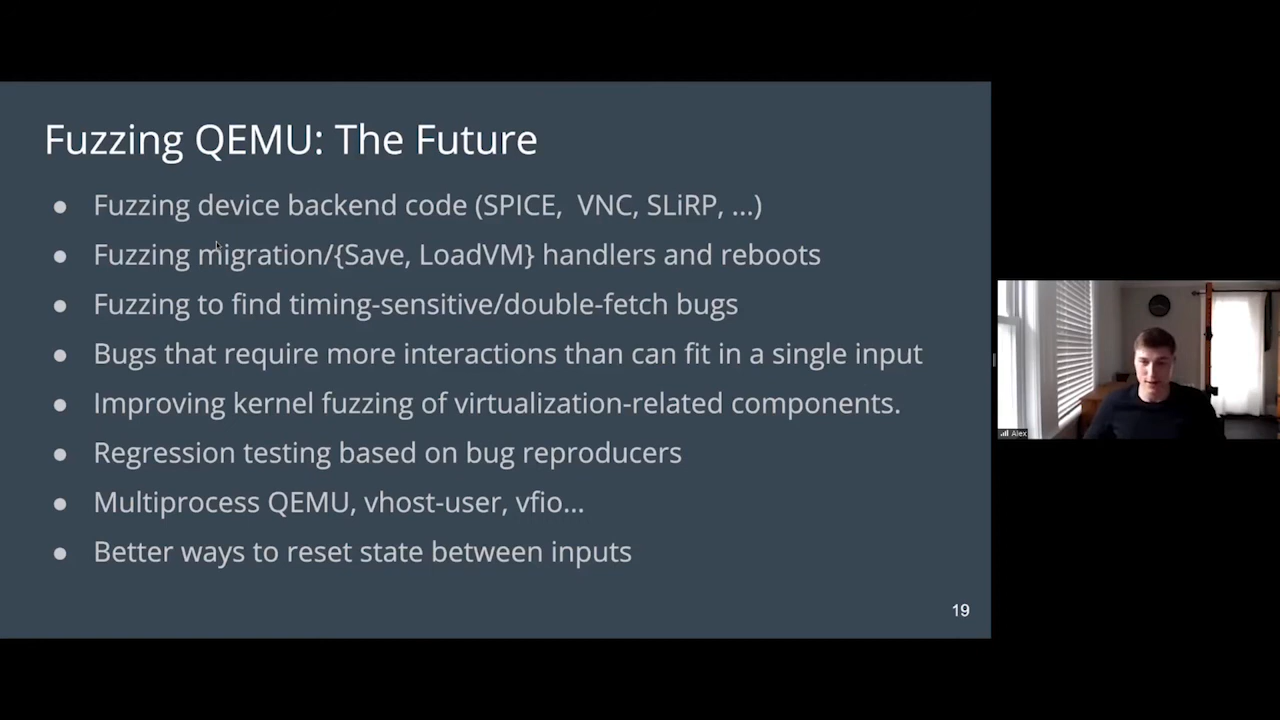 Fuzzing QEMU: The Future
● Fuzzing device backend code (SPICE, VNC, SLiRP, ...)
● Fuzzing migration/{Save, LoadVM} handlers and reboots
● Fuzzing to find timing-sensitive/double-fetch bugs
● Bugs that require more interactions than can fit in a single input
● Improving kernel fuzzing of virtualization-related components.
● Regression testing based on bug reproducers
● Multiprocess QEMU, vhost-user, vfio...
● Better ways to reset state between inputs
19
Alex